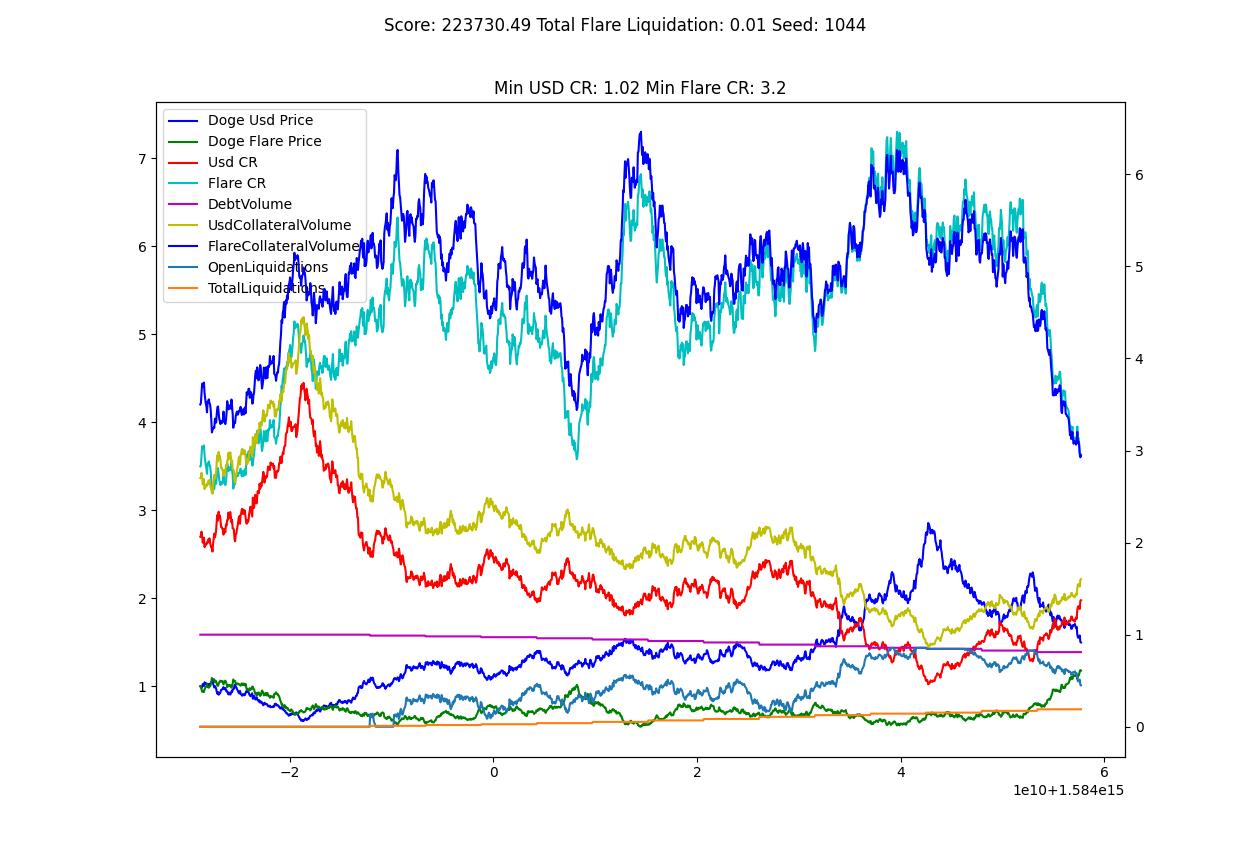 Score: 223730.49 Total Flare Liquidation: 0.01 Seed: 1044
Min USD CR: 1.02 Min Flare CR: 3.2
Doge Usd Price
Doge Flare Price
Usd CR
Flare CR
DebtVolume
UsdCollateralVolume
FlareCollateralVolume
OpenLiquidations
TotalLiquidations
7
6
5
4
3
2
1
6
5
4
3
2
1
0
−2
0
2
4
6
1e10+1.584e15